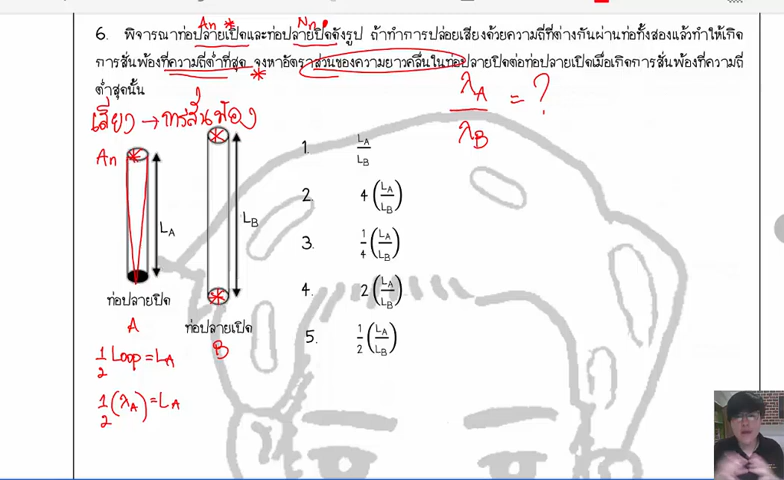 An * Nn
6. พิจารณาท่อปลายเปิดและท่อปลายปิดดังรูป ถ้าทำการปล่อยเสียงด้วยความถี่ที่ต่างกันผ่านท่อทั้งสองแล้วทำให้เกิด
การสั่นพ้องที่ความถี่ต่ำที่สุด จงหาอัตราส่วนของความยาวคลื่นในท่อปลายปิดต่อท่อปลายเปิดเมื่อเกิดการสั่นพ้องที่ความถี่
ต่ำสุดนั้น
λA/λB = ?
เสียง → การสั่นพ้อง
An
LA
LB
ท่อปลายปิด
A
ท่อปลายเปิด
B
1/2 Loop = LA
1/2(λA) = LA
1. LA/LB
2. 4(LA/LB)
3. 1/4(LA/LB)
4. 2(LA/LB)
5. 1/2(LA/LB)